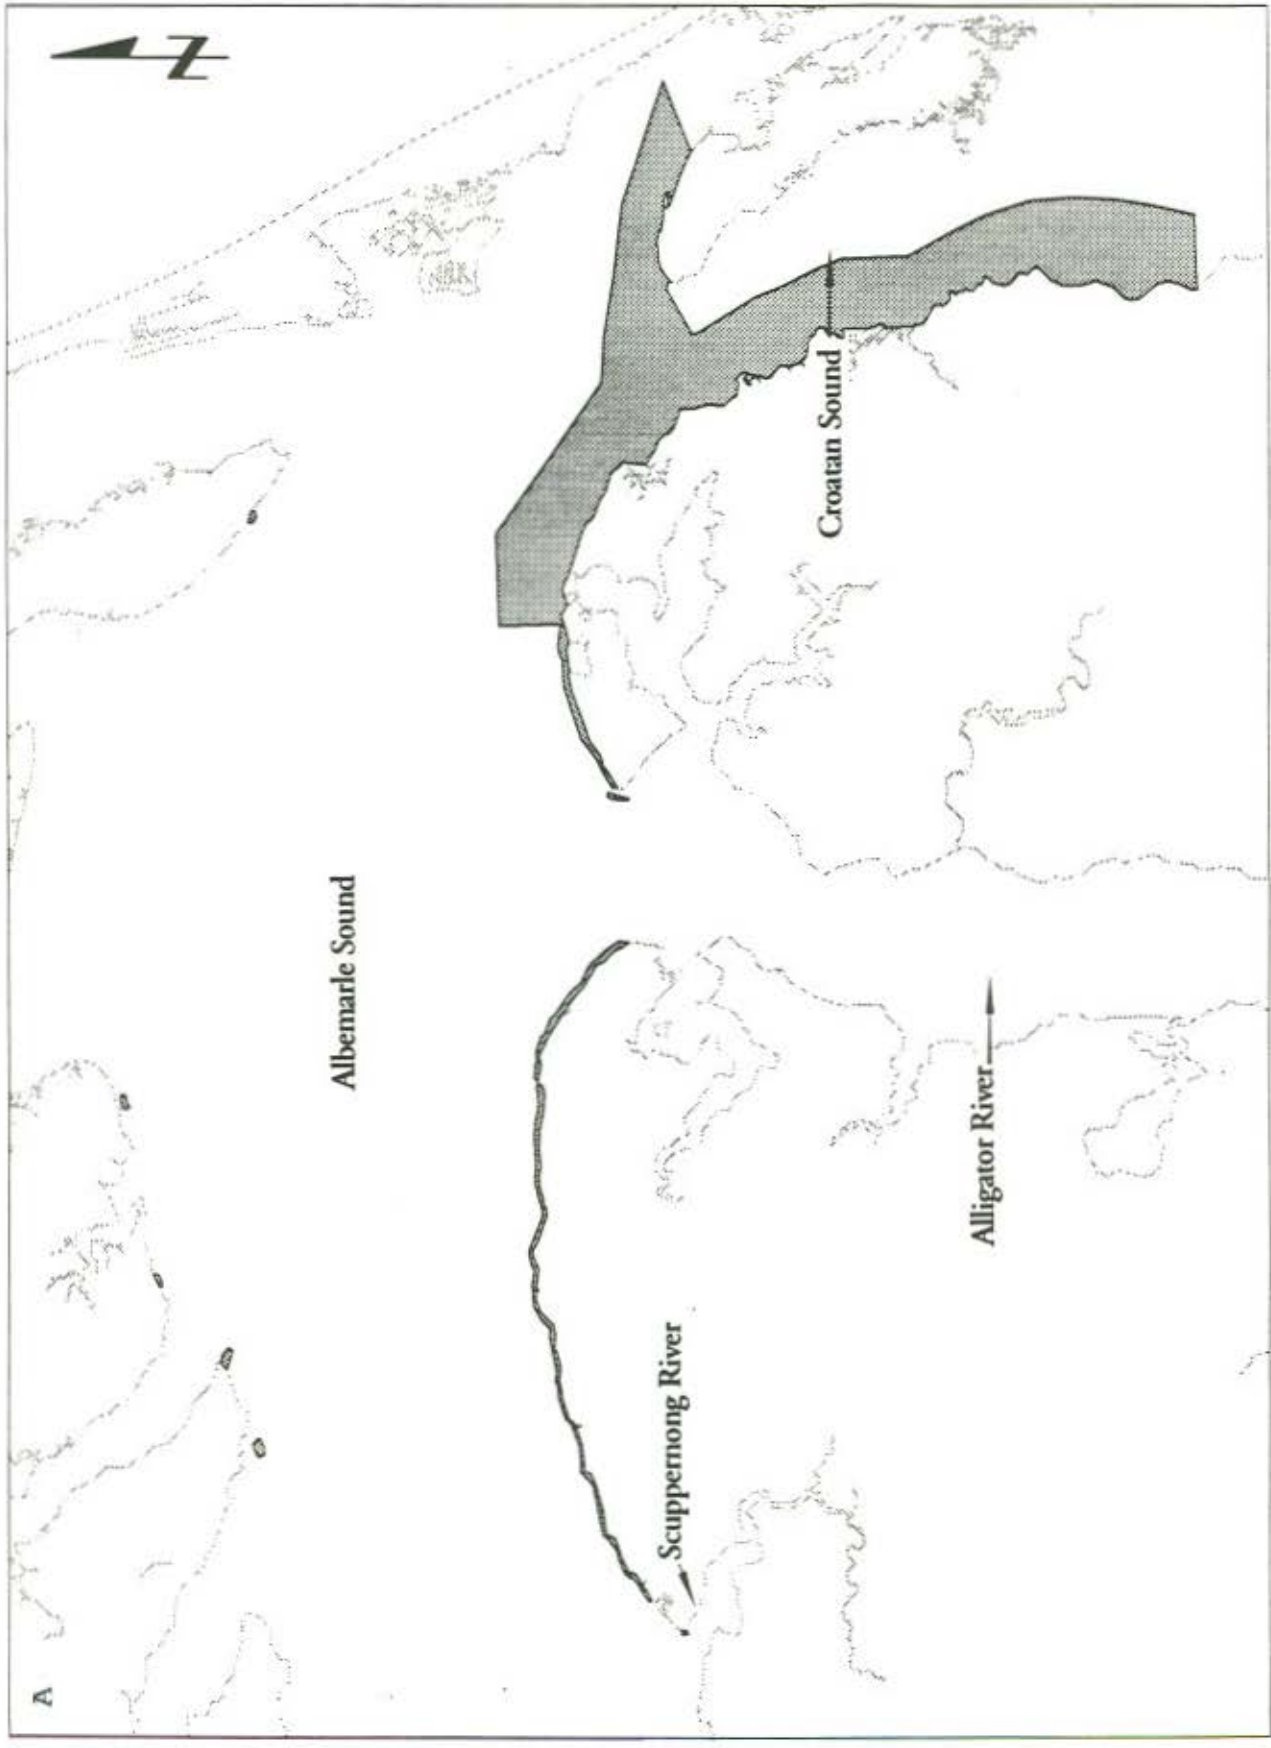 A
N
Albemarle Sound
Croatan Sound
Scuppernong River
Alligator River